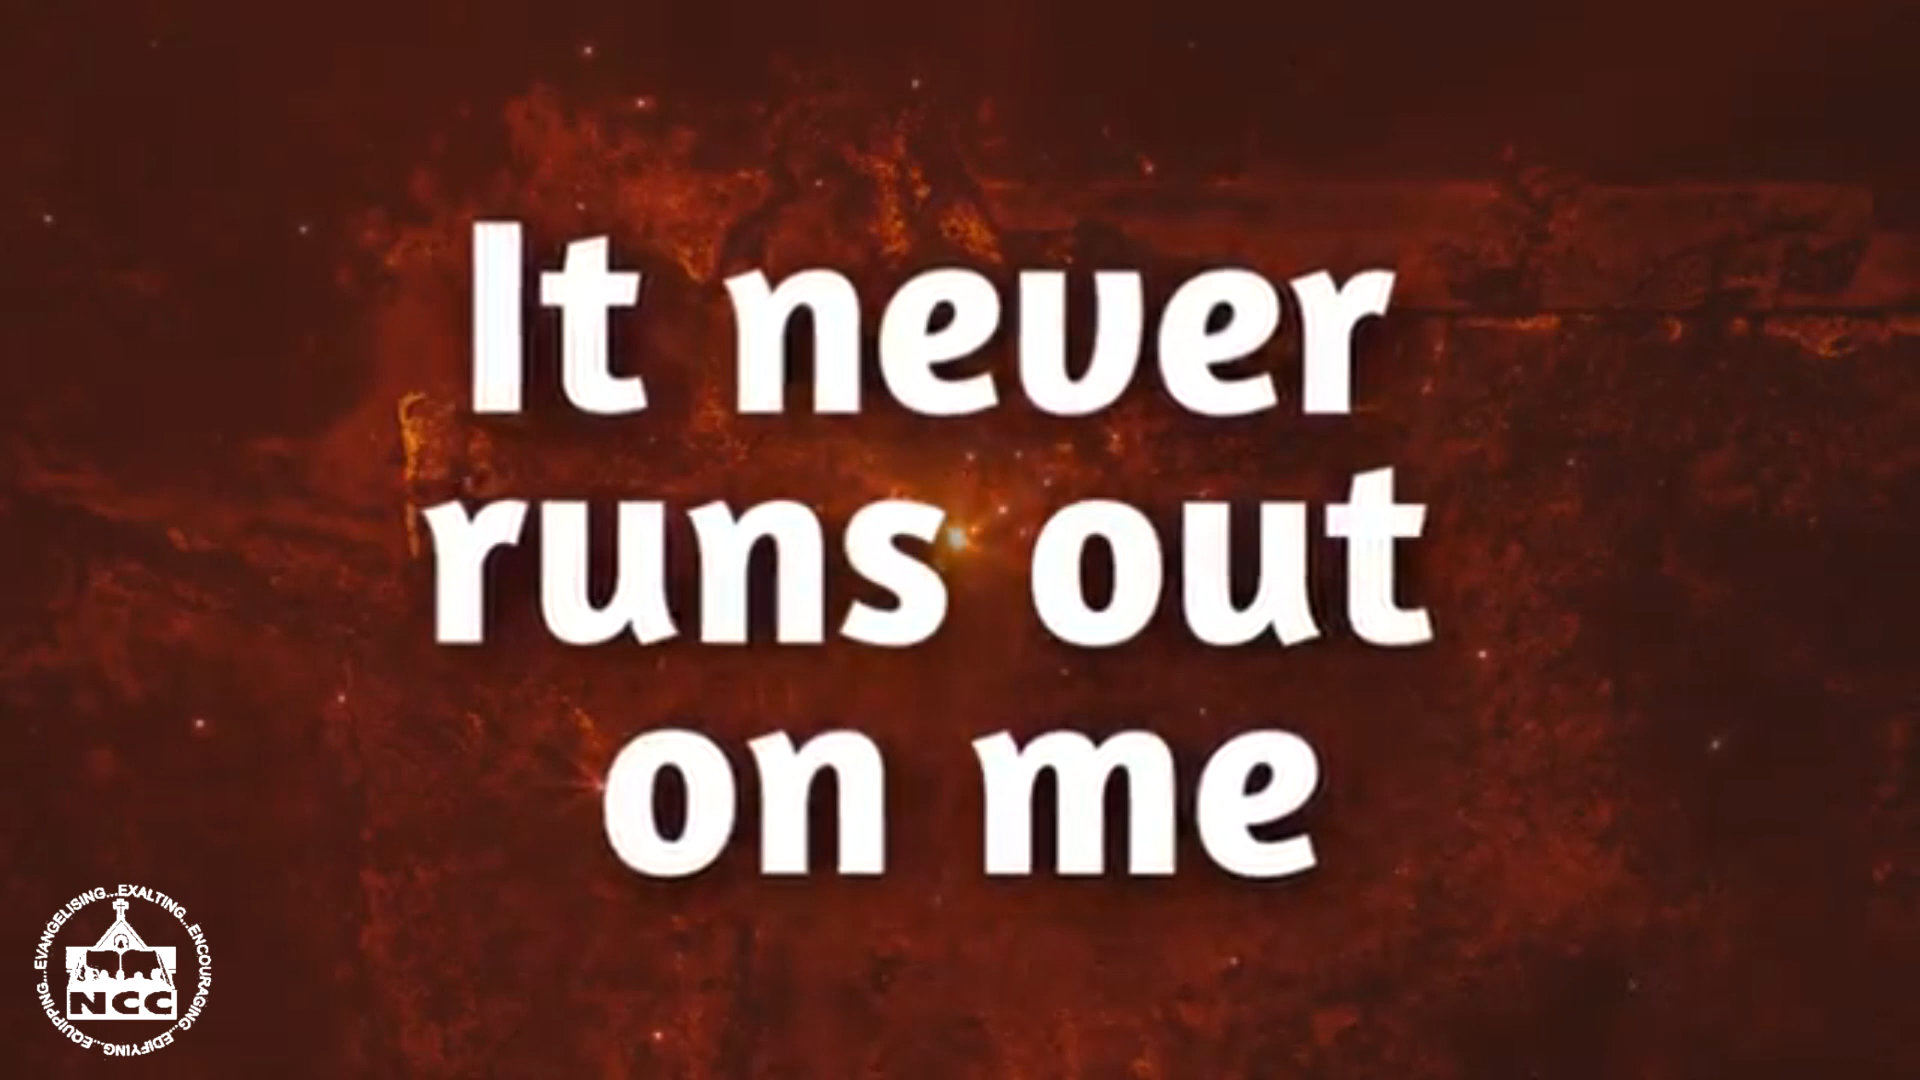 It never
runs out
on me
EVANGELISING...EXALTING...ENCOURAGING...EDIFYING...EQUIPPING...
NCC